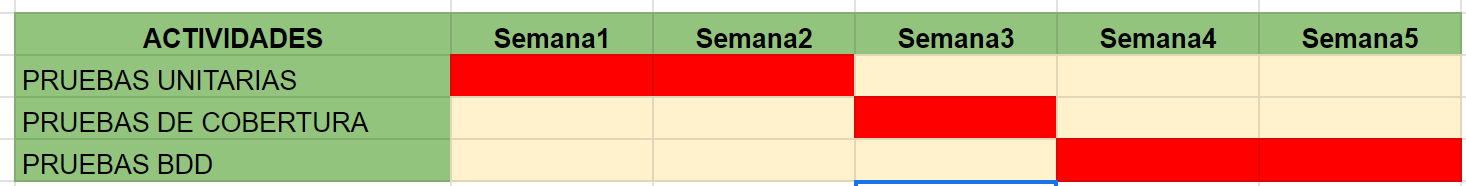 ACTIVIDADES Semana1 Semana2 Semana3 Semana4 Semana5
PRUEBAS UNITARIAS
PRUEBAS DE COBERTURA
PRUEBAS BDD